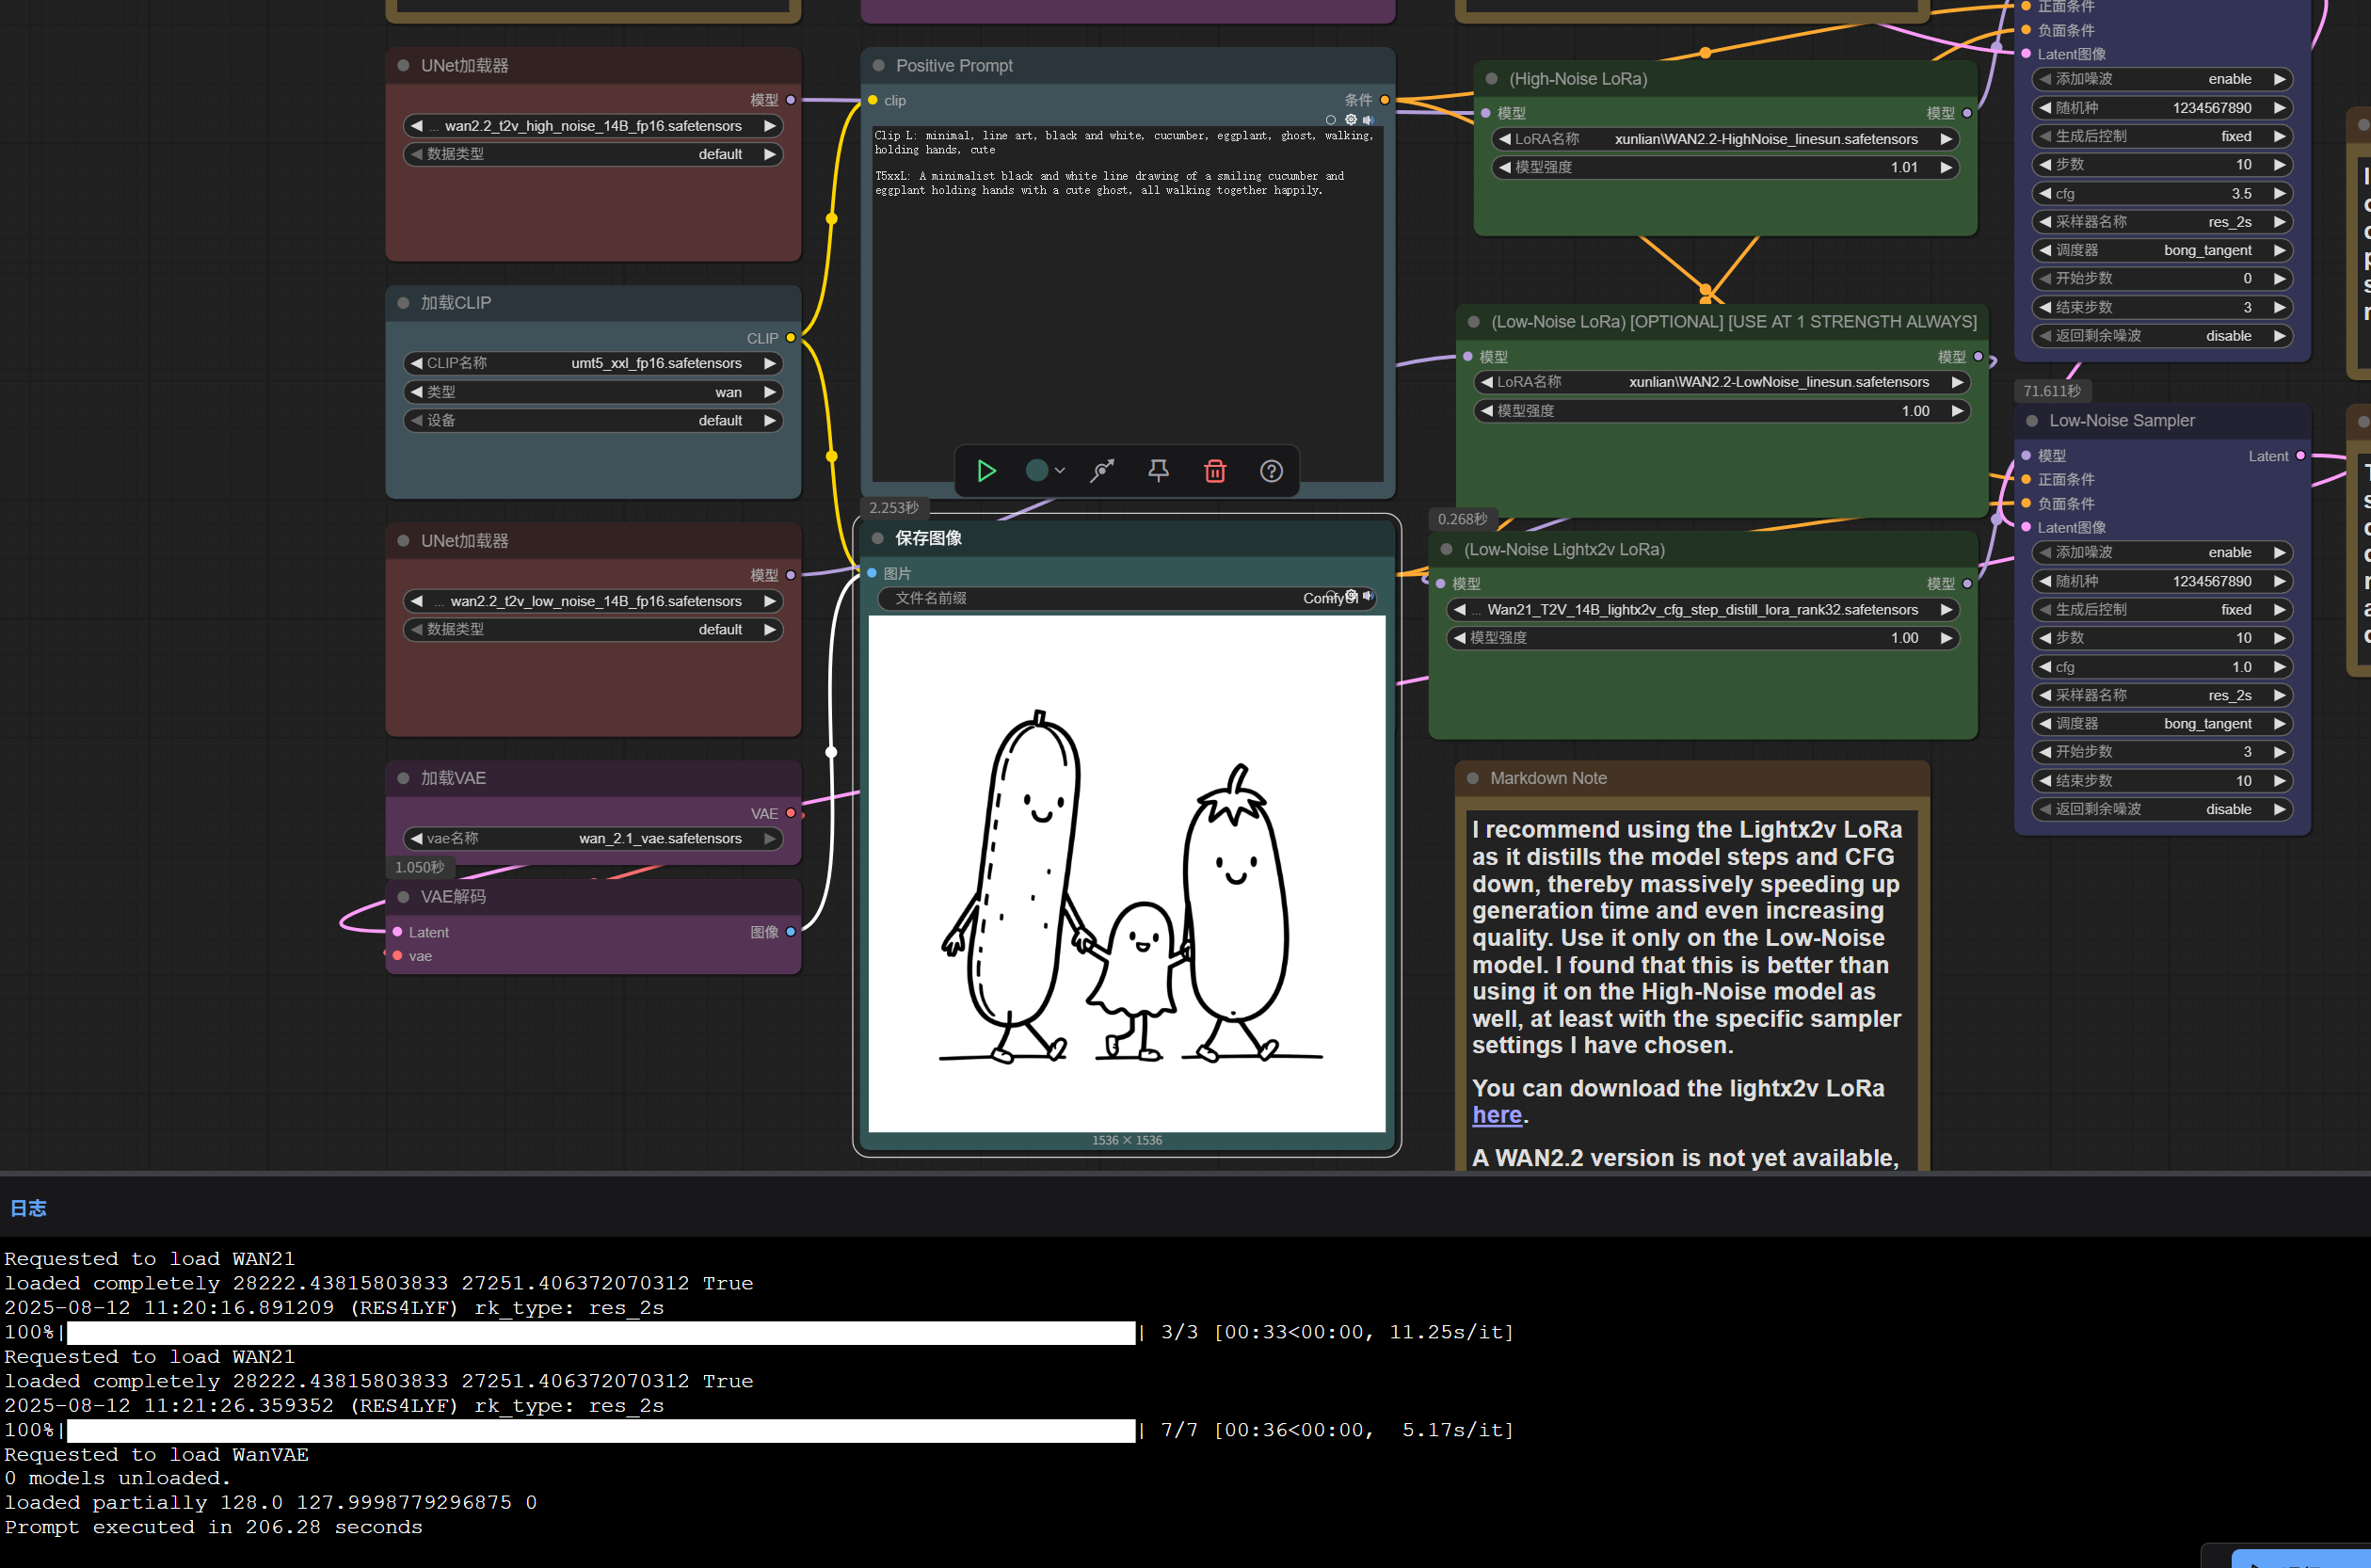 UNet加载器
模型
... wan2.2_t2v_high_noise_14B_fp16.safetensors
数据类型 default
加载CLIP
CLIP
CLIP名称 umt5_xxl_fp16.safetensors
类型 wan
设备 default
UNet加载器
模型
... wan2.2_t2v_low_noise_14B_fp16.safetensors
数据类型 default
加载VAE
VAE
vae名称 wan_2.1_vae.safetensors
1.050秒
VAE解码
Latent 图像
vae
Positive Prompt
clip 条件
Clip L: minimal, line art, black and white, cucumber, eggplant, ghost, walking,
holding hands, cute
T5xxL: A minimalist black and white line drawing of a smiling cucumber and
eggplant holding hands with a cute ghost, all walking together happily.
2.253秒
保存图像
图片
文件名前缀 ComfyUI
1536 × 1536
(High-Noise LoRa)
模型 模型
LoRA名称 xunlian\WAN2.2-HighNoise_linesun.safetensors
模型强度 1.01
(Low-Noise LoRa) [OPTIONAL] [USE AT 1 STRENGTH ALWAYS]
模型 模型
LoRA名称 xunlian\WAN2.2-LowNoise_linesun.safetensors
模型强度 1.00
0.268秒
(Low-Noise Lightx2v LoRa)
模型 模型
... Wan21_T2V_14B_lightx2v_cfg_step_distill_lora_rank32.safetensors
模型强度 1.00
Markdown Note
I recommend using the Lightx2v LoRa
as it distills the model steps and CFG
down, thereby massively speeding up
generation time and even increasing
quality. Use it only on the Low-Noise
model. I found that this is better than
using it on the High-Noise model as
well, at least with the specific sampler
settings I have chosen.
You can download the lightx2v LoRa
here.
A WAN2.2 version is not yet available,
正面条件
负面条件
Latent图像
添加噪波 enable
随机种 1234567890
生成后控制 fixed
步数 10
cfg 3.5
采样器名称 res_2s
调度器 bong_tangent
开始步数 0
结束步数 3
返回剩余噪波 disable
71.611秒
Low-Noise Sampler
模型 Latent
正面条件
负面条件
Latent图像
添加噪波 enable
随机种 1234567890
生成后控制 fixed
步数 10
cfg 1.0
采样器名称 res_2s
调度器 bong_tangent
开始步数 3
结束步数 10
返回剩余噪波 disable
日志
Requested to load WAN21
loaded completely 28222.43815803833 27251.406372070312 True
2025-08-12 11:20:16.891209 (RES4LYF) rk_type: res_2s
100%| | 3/3 [00:33<00:00, 11.25s/it]
Requested to load WAN21
loaded completely 28222.43815803833 27251.406372070312 True
2025-08-12 11:21:26.359352 (RES4LYF) rk_type: res_2s
100%| | 7/7 [00:36<00:00, 5.17s/it]
Requested to load WanVAE
0 models unloaded.
loaded partially 128.0 127.9998779296875 0
Prompt executed in 206.28 seconds